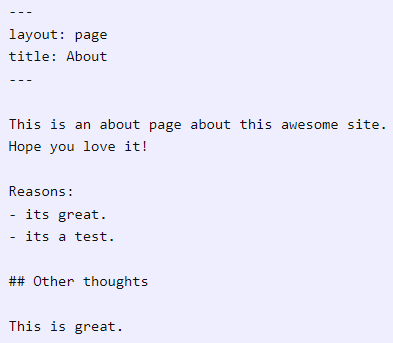 ---
layout: page
title: About
---
This is an about page about this awesome site.
Hope you love it!
Reasons:
- its great.
- its a test.
## Other thoughts
This is great.